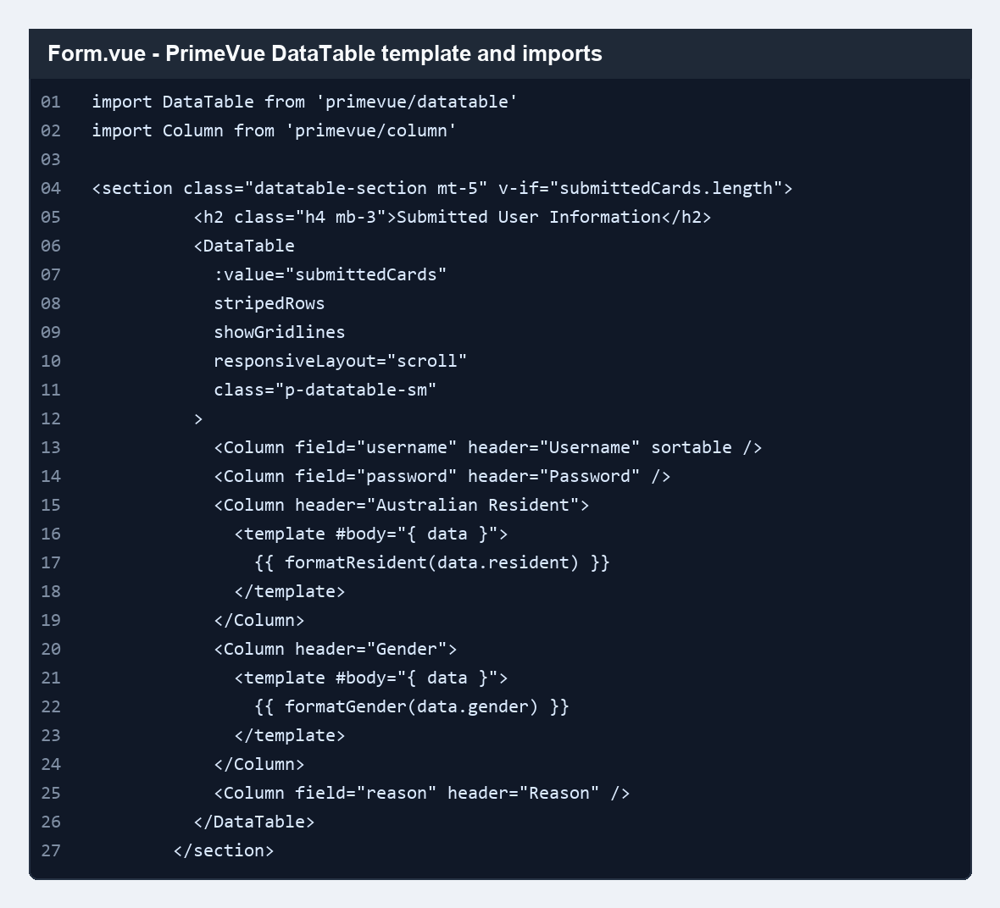 Form.vue - PrimeVue DataTable template and imports
01 import DataTable from 'primevue/datatable'
02 import Column from 'primevue/column'
03
04 <section class="datatable-section mt-5" v-if="submittedCards.length">
05           <h2 class="h4 mb-3">Submitted User Information</h2>
06           <DataTable
07             :value="submittedCards"
08             stripedRows
09             showGridlines
10             responsiveLayout="scroll"
11             class="p-datatable-sm"
12           >
13             <Column field="username" header="Username" sortable />
14             <Column field="password" header="Password" />
15             <Column header="Australian Resident">
16               <template #body="{ data }">
17                 {{ formatResident(data.resident) }}
18               </template>
19             </Column>
20             <Column header="Gender">
21               <template #body="{ data }">
22                 {{ formatGender(data.gender) }}
23               </template>
24             </Column>
25             <Column field="reason" header="Reason" />
26           </DataTable>
27         </section>